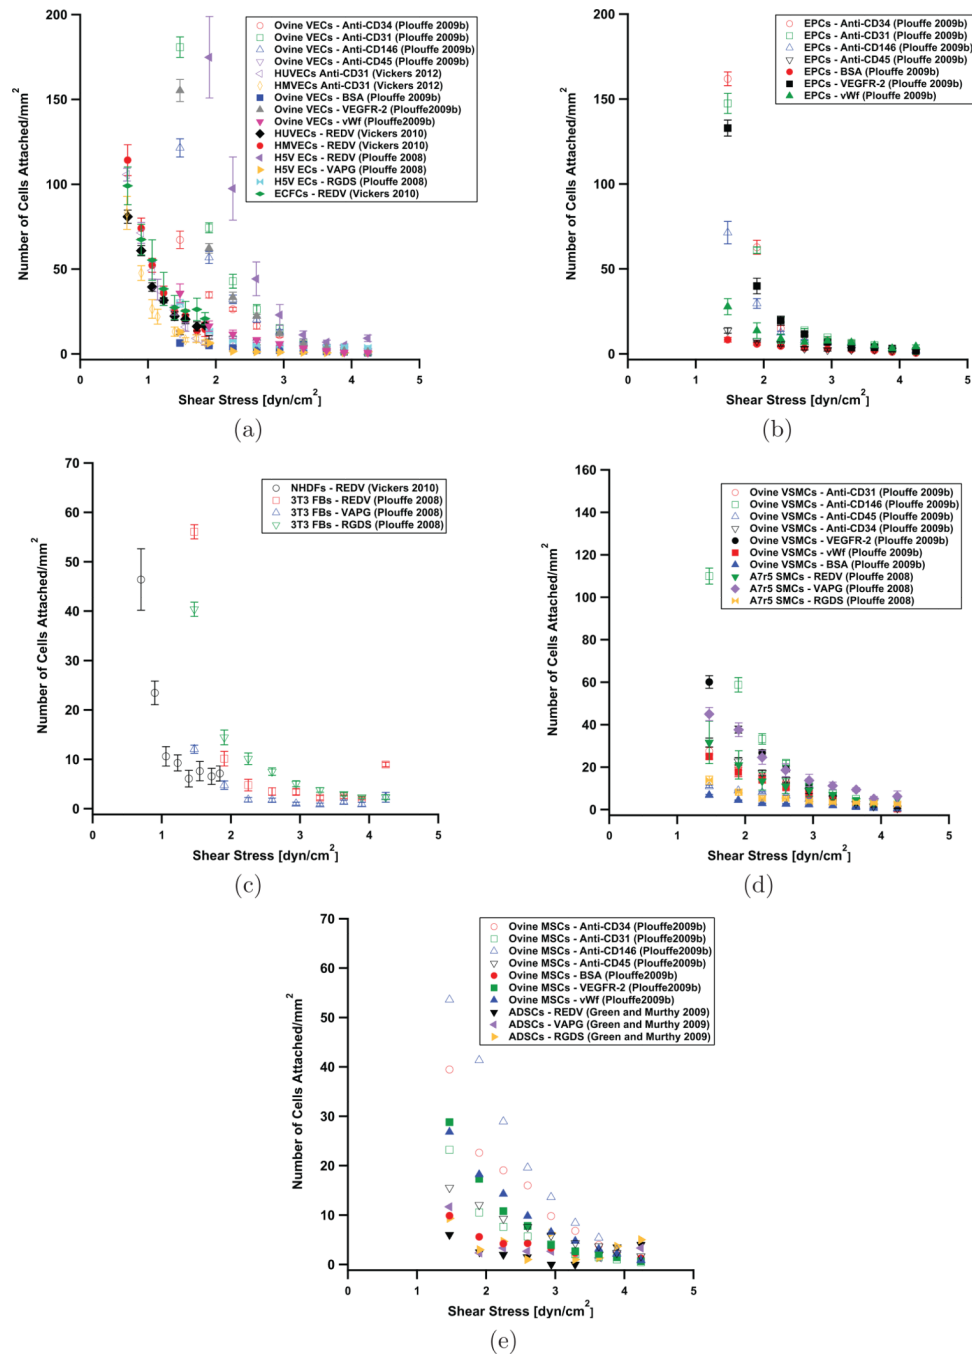 200
150
100
50
0
0
1
2
3
4
5
Number of Cells Attached/mm²
Shear Stress [dyn/cm²]
Ovine VECs - Anti-CD34 (Plouffe 2009b)
Ovine VECs - Anti-CD31 (Plouffe 2009b)
Ovine VECs - Anti-CD146 (Plouffe 2009b)
Ovine VECs - Anti-CD45 (Plouffe 2009b)
HUVECs Anti-CD31 (Vickers 2012)
HMVECs Anti-CD31 (Vickers 2012)
Ovine VECs - BSA (Plouffe 2009b)
Ovine VECs - VEGFR-2 (Plouffe2009b)
Ovine VECs - vWf (Plouffe2009b)
HUVECs - REDV (Vickers 2010)
HMVECs - REDV (Vickers 2010)
H5V ECs - REDV (Plouffe 2008)
H5V ECs - VAPG (Plouffe 2008)
H5V ECs - RGDS (Plouffe 2008)
ECFCs - REDV (Vickers 2010)
(a)
200
150
100
50
0
0
1
2
3
4
5
Number of Cells Attached/mm²
Shear Stress [dyn/cm²]
EPCs - Anti-CD34 (Plouffe 2009b)
EPCs - Anti-CD31 (Plouffe 2009b)
EPCs - Anti-CD146 (Plouffe 2009b)
EPCs - Anti-CD45 (Plouffe 2009b)
EPCs - BSA (Plouffe 2009b)
EPCs - VEGFR-2 (Plouffe 2009b)
EPCs - vWf (Plouffe 2009b)
(b)
70
60
50
40
30
20
10
0
0
1
2
3
4
5
Number of Cells Attached/mm²
Shear Stress [dyn/cm²]
NHDFs - REDV (Vickers 2010)
3T3 FBs - REDV (Plouffe 2008)
3T3 FBs - VAPG (Plouffe 2008)
3T3 FBs - RGDS (Plouffe 2008)
(c)
160
140
120
100
80
60
40
20
0
0
1
2
3
4
5
Number of Cells Attached/mm²
Shear Stress [dyn/cm²]
Ovine VSMCs - Anti-CD31 (Plouffe 2009b)
Ovine VSMCs - Anti-CD146 (Plouffe 2009b)
Ovine VSMCs - Anti-CD45 (Plouffe 2009b)
Ovine VSMCs - Anti-CD34 (Plouffe 2009b)
Ovine VSMCs - VEGFR-2 (Plouffe 2009b)
Ovine VSMCs - vWf (Plouffe 2009b)
Ovine VSMCs - BSA (Plouffe 2009b)
A7r5 SMCs - REDV (Plouffe 2008)
A7r5 SMCs - VAPG (Plouffe 2008)
A7r5 SMCs - RGDS (Plouffe 2008)
(d)
70
60
50
40
30
20
10
0
0
1
2
3
4
5
Number of Cells Attached/mm²
Shear Stress [dyn/cm²]
Ovine MSCs - Anti-CD34 (Plouffe2009b)
Ovine MSCs - Anti-CD31 (Plouffe2009b)
Ovine MSCs - Anti-CD146 (Plouffe2009b)
Ovine MSCs - Anti-CD45 (Plouffe2009b)
Ovine MSCs - BSA (Plouffe2009b)
Ovine MSCs - VEGFR-2 (Plouffe2009b)
Ovine MSCs - vWf (Plouffe2009b)
ADSCs - REDV (Green and Murthy 2009)
ADSCs - VAPG (Green and Murthy 2009)
ADSCs - RGDS (Green and Murthy 2009)
(e)